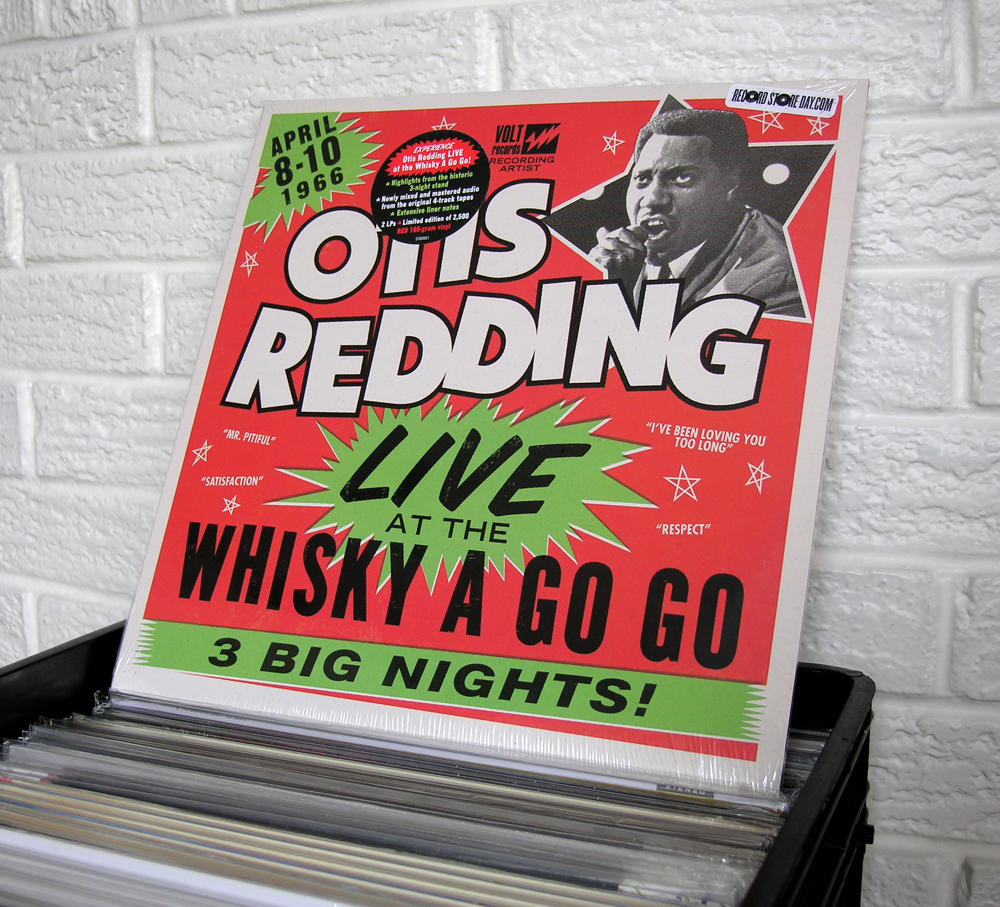 RECORD STORE DAY.COM
APRIL
8-10
1966
EXPERIENCE
Otis Redding LIVE
at the Whisky A Go Go!
★ Highlights from the historic
3-night stand
★ Newly mixed and mastered audio
from the original 4-track tapes
★ Extensive liner notes
2 LPs ★ Limited edition of 2,500
RED 180-gram vinyl
VOLT
records
RECORDING
ARTIST
OTIS
REDDING
"MR. PITIFUL"
"I'VE BEEN LOVING YOU
TOO LONG"
"SATISFACTION"
"RESPECT"
LIVE
AT THE
WHISKY A GO GO
3 BIG NIGHTS!
STEREO